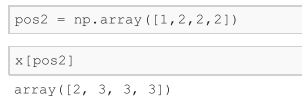 pos2 = np.array([1,2,2,2])
x[pos2]
array([2, 3, 3, 3])